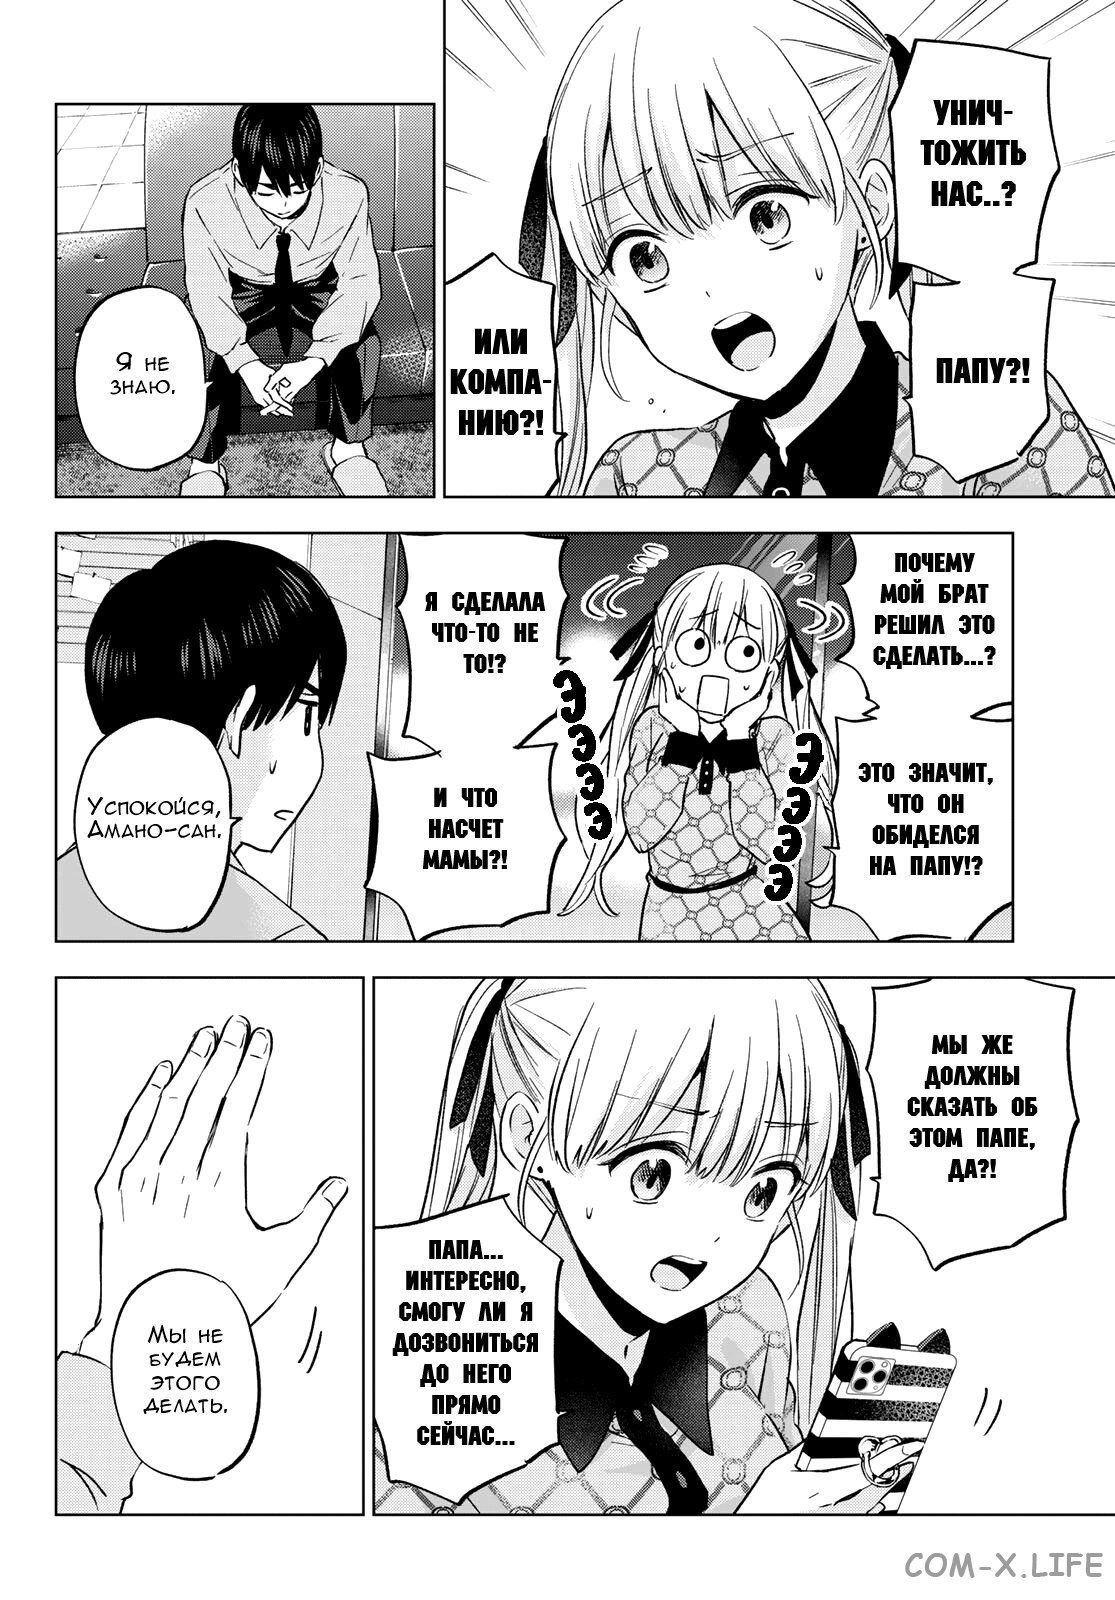 УНИЧ-
ТОЖИТЬ
НАС..?
ПАПУ?!
ИЛИ
КОМПА-
НИЮ?!
Я НЕ
ЗНАЮ.
ПОЧЕМУ
МОЙ БРАТ
РЕШИЛ ЭТО
СДЕЛАТЬ...?
ЭТО ЗНАЧИТ,
ЧТО ОН
ОБИДЕЛСЯ
НА ПАПУ!?
ЭЭЭЭЭ
ЭЭЭЭЭ
Я СДЕЛАЛА
ЧТО-ТО НЕ
ТО!?
И ЧТО
НАСЧЕТ
МАМЫ?!
УСПОКОЙСЯ,
АМАНО-САН.
МЫ ЖЕ
ДОЛЖНЫ
СКАЗАТЬ ОБ
ЭТОМ ПАПЕ,
ДА?!
ПАПА...
ИНТЕРЕСНО,
СМОГУ ЛИ Я
ДОЗВОНИТЬСЯ
ДО НЕГО
ПРЯМО
СЕЙЧАС...
МЫ НЕ
БУДЕМ
ЭТОГО
ДЕЛАТЬ.
COM-X.LIFE